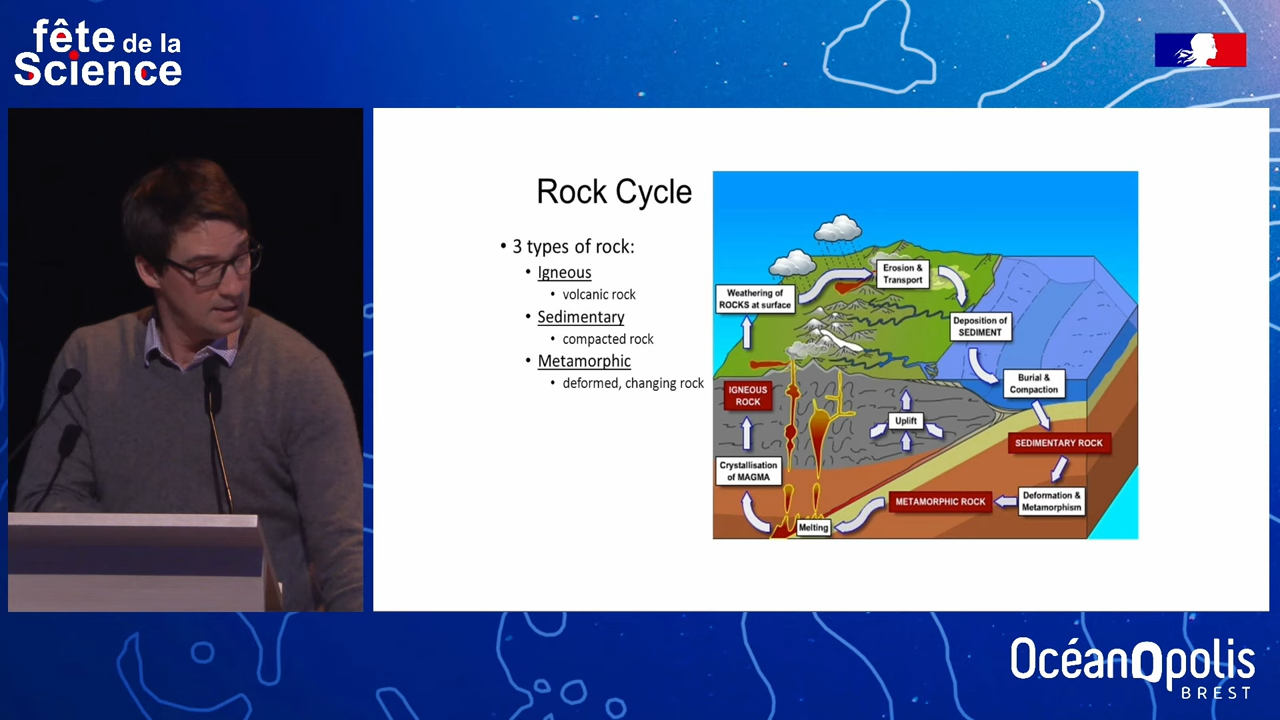 fête de la
Science
Rock Cycle
• 3 types of rock:
• Igneous
• volcanic rock
• Sedimentary
• compacted rock
• Metamorphic
• deformed, changing rock
Weathering of
ROCKS at surface
Erosion &
Transport
Deposition of
SEDIMENT
Burial &
Compaction
IGNEOUS
ROCK
Uplift
SEDIMENTARY ROCK
Crystallisation
of MAGMA
METAMORPHIC ROCK
Deformation &
Metamorphism
Melting
OcéanOpolis
BREST